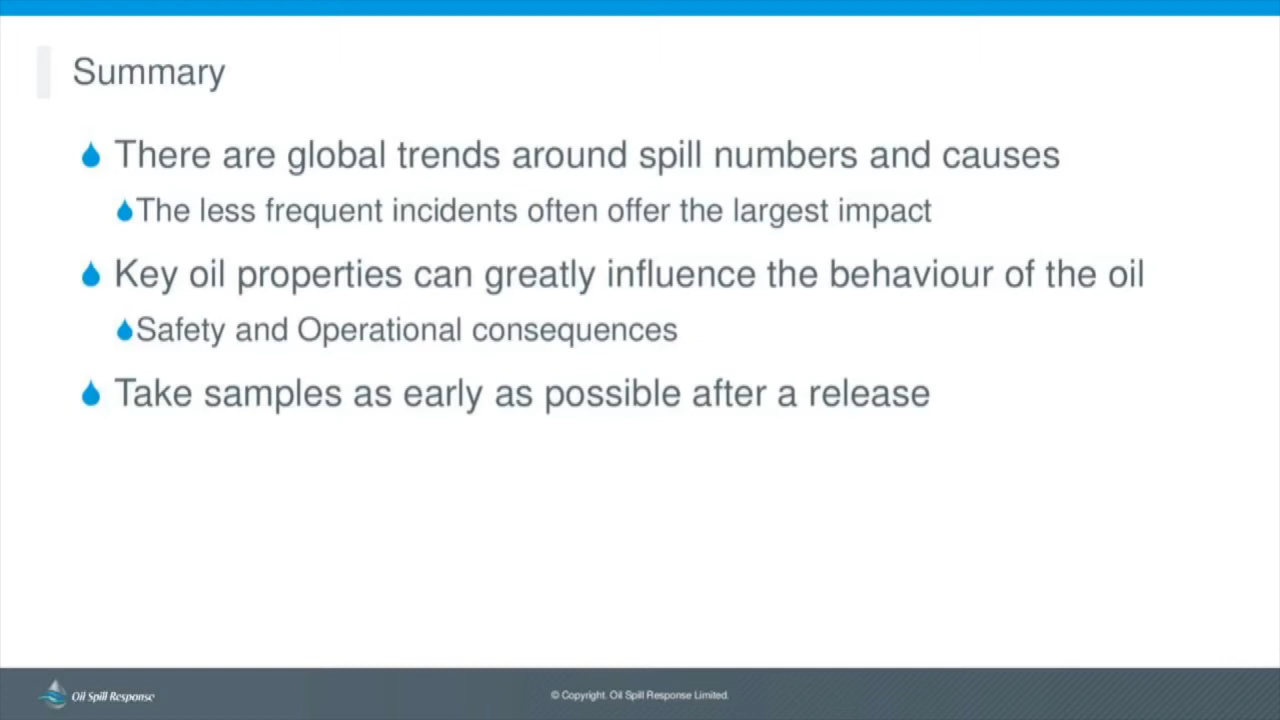 Summary
There are global trends around spill numbers and causes
The less frequent incidents often offer the largest impact
Key oil properties can greatly influence the behaviour of the oil
Safety and Operational consequences
Take samples as early as possible after a release
Oil Spill Response
© Copyright. Oil Spill Response Limited.